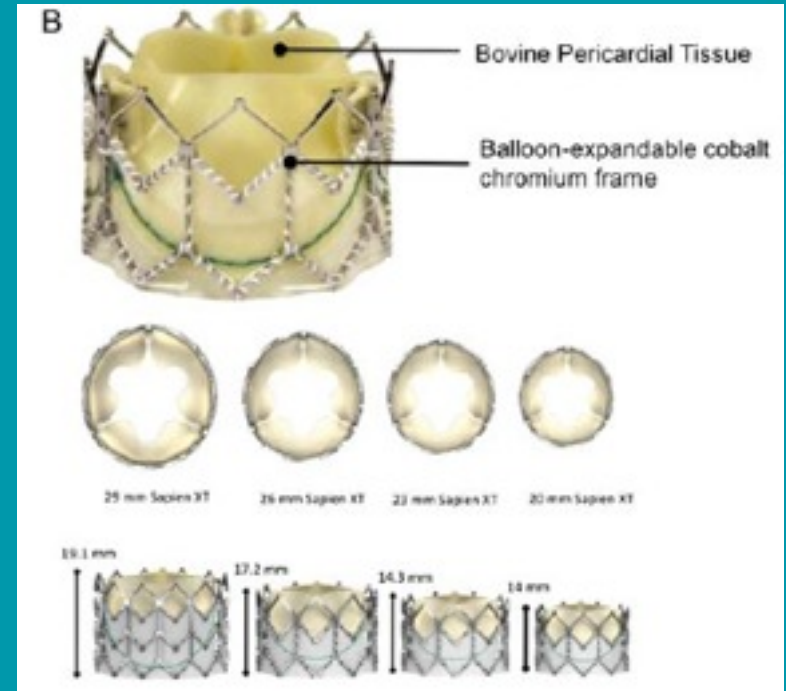 B
Bovine Pericardial Tissue
Balloon-expandable cobalt
chromium frame
29 mm Sapien XT
26 mm Sapien XT
23 mm Sapien XT
20 mm Sapien XT
19.1 mm
17.2 mm
14.3 mm
14 mm